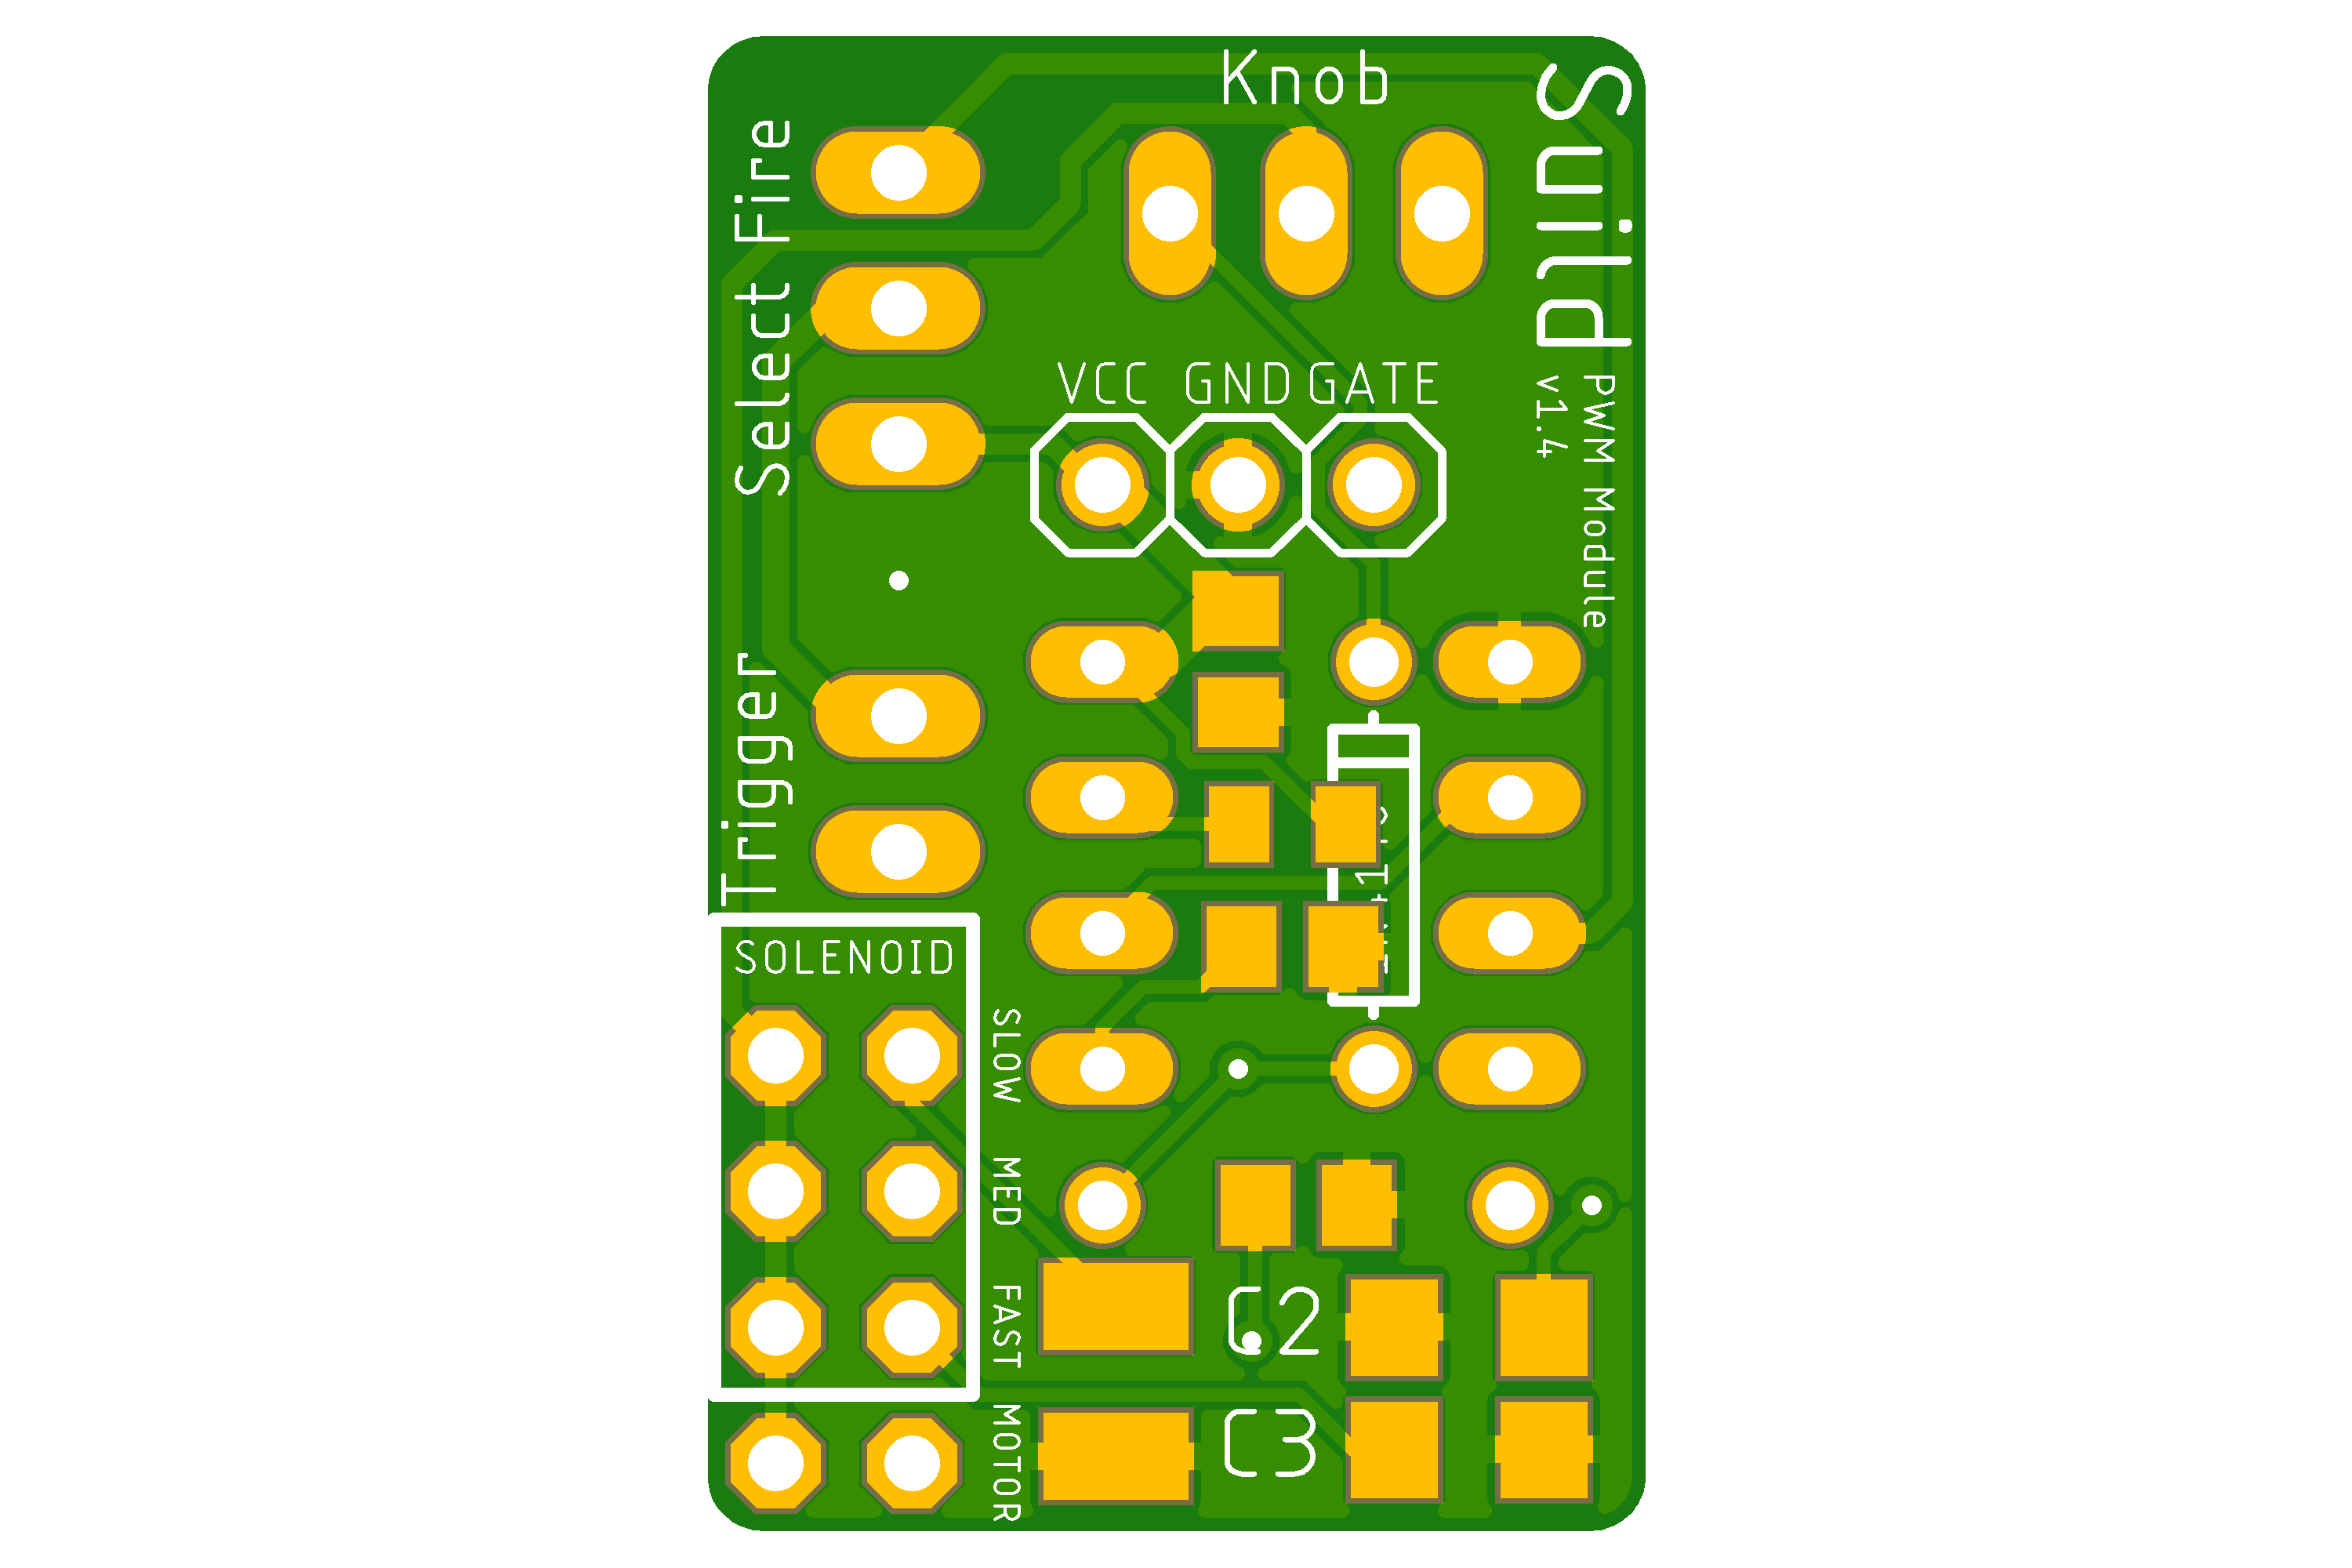 Knob
Select Fire
Suild
PWM Module
v1.4
VCC GND GATE
Trigger
SOLENOID
SLOW
MED
FAST
MOTOR
C2
C3